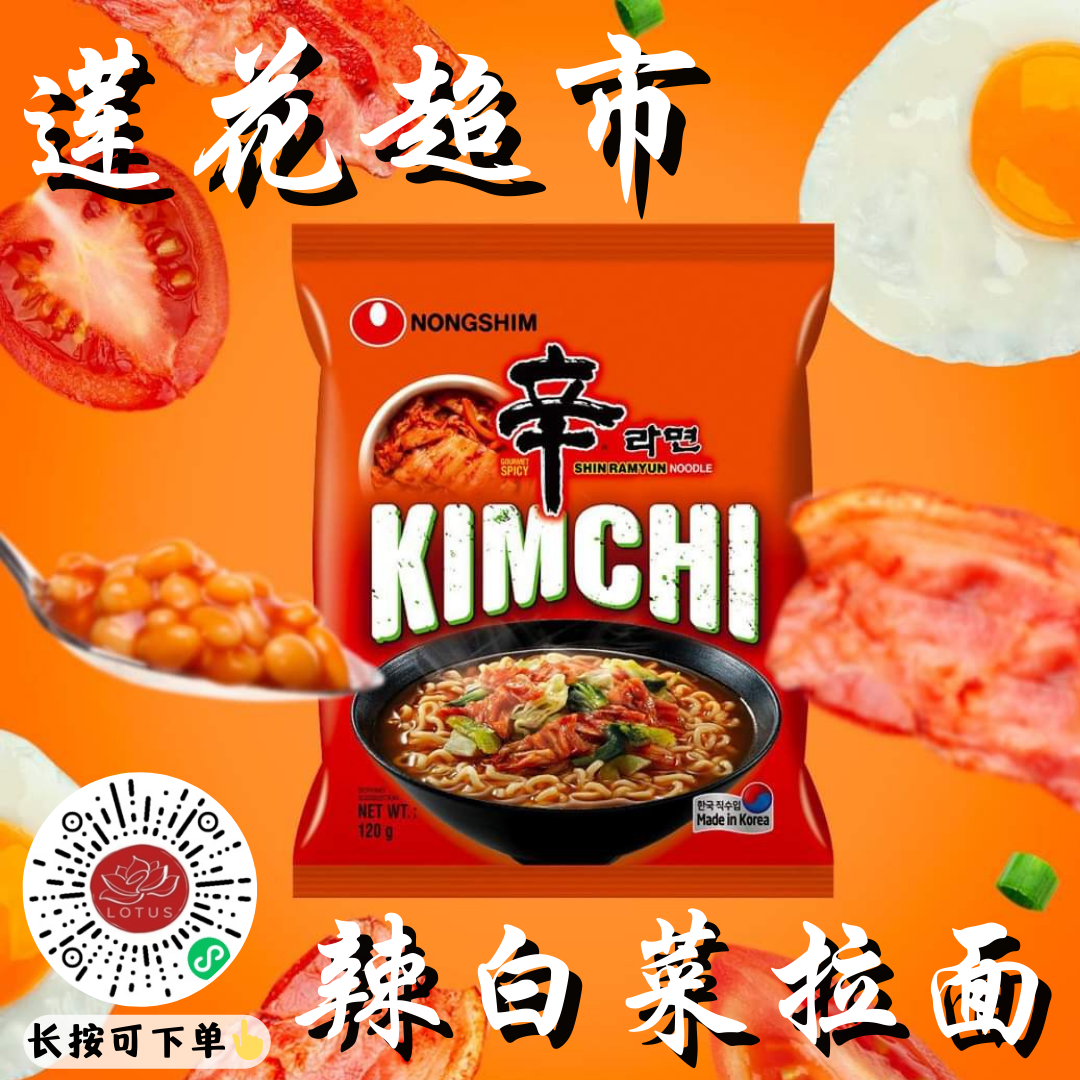 莲花超市
NONGSHIM
辛라면
GOURMET
SPICY
SHIN RAMYUN NOODLE
KIMCHI
NET WT.:
120 g
한국 직수입
Made in Korea
LOTUS
长按可下单
辣白菜拉面